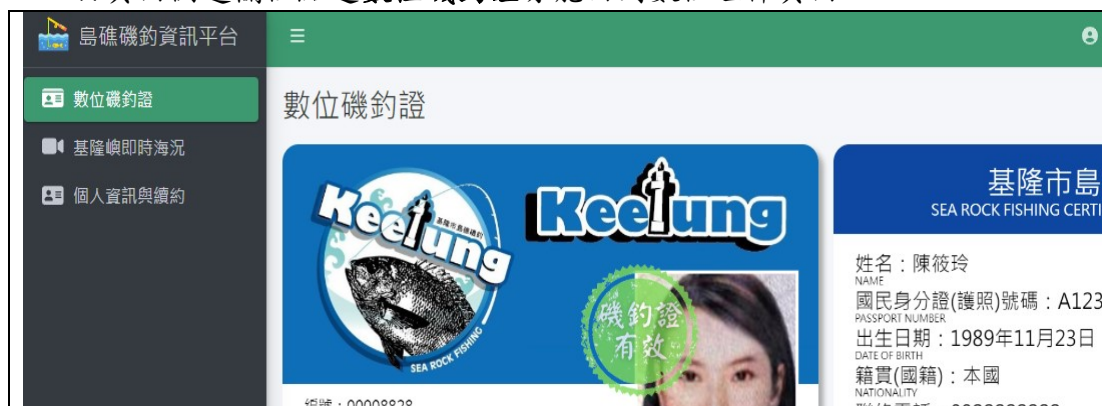 島礁磯釣資訊平台
數位磯釣證
基隆嶼即時海況
個人資訊與續約
數位磯釣證
Keelung
基隆市島礁磯釣
SEA ROCK FISHING
Keelung
磯釣證
有效
編號：00008828
基隆市島
SEA ROCK FISHING CERTI
姓名：陳筱玲
NAME
國民身分證(護照)號碼：A123
PASSPORT NUMBER
出生日期：1989年11月23日
DATE OF BIRTH
籍貫(國籍)：本國
NATIONALITY